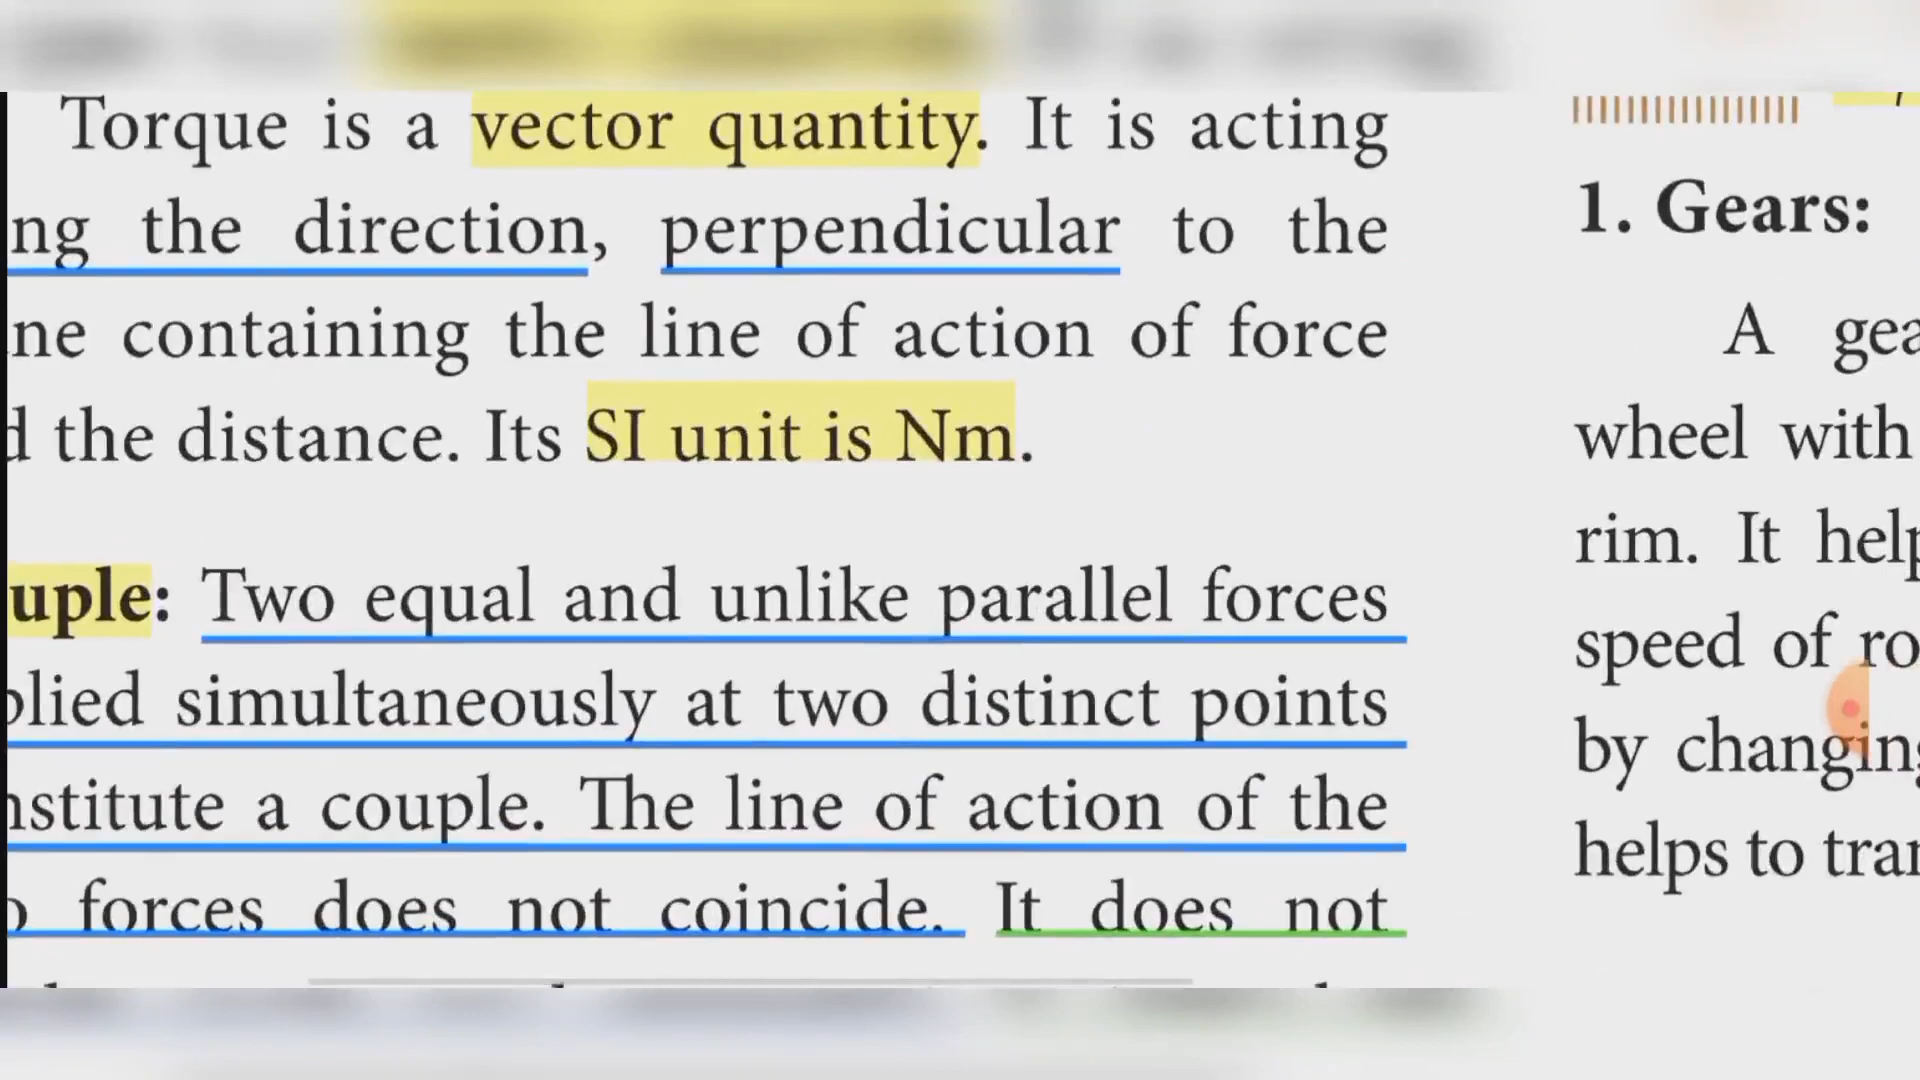 Torque is a vector quantity. It is acting
ng the direction, perpendicular to the
ne containing the line of action of force
d the distance. Its SI unit is Nm.
uple: Two equal and unlike parallel forces
plied simultaneously at two distinct points
nstitute a couple. The line of action of the
o forces does not coincide. It does not
1. Gears:
A gea
wheel with
rim. It help
speed of ro
by changing
helps to tran